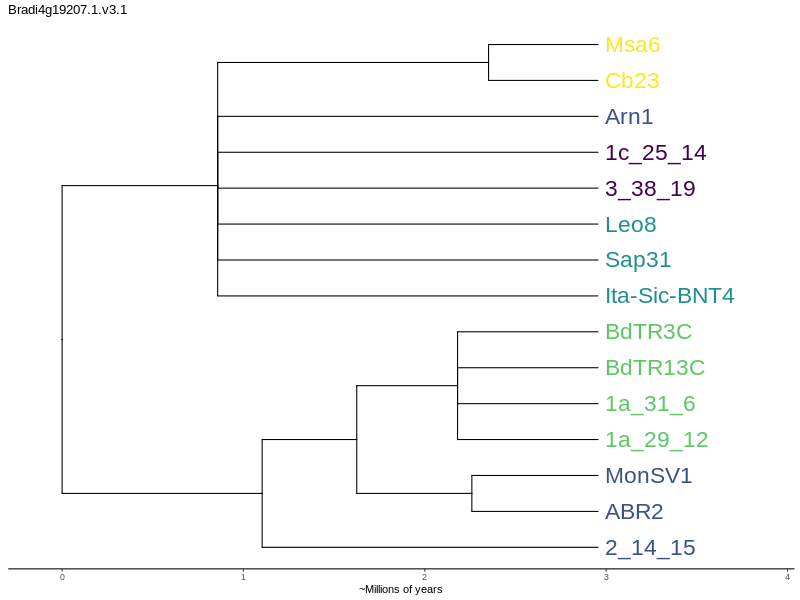 Bradi4g19207.1.v3.1
Msa6
Cb23
Arn1
1c_25_14
3_38_19
Leo8
Sap31
Ita-Sic-BNT4
BdTR3C
BdTR13C
1a_31_6
1a_29_12
MonSV1
ABR2
2_14_15
0 1 2 3 4
~Millions of years